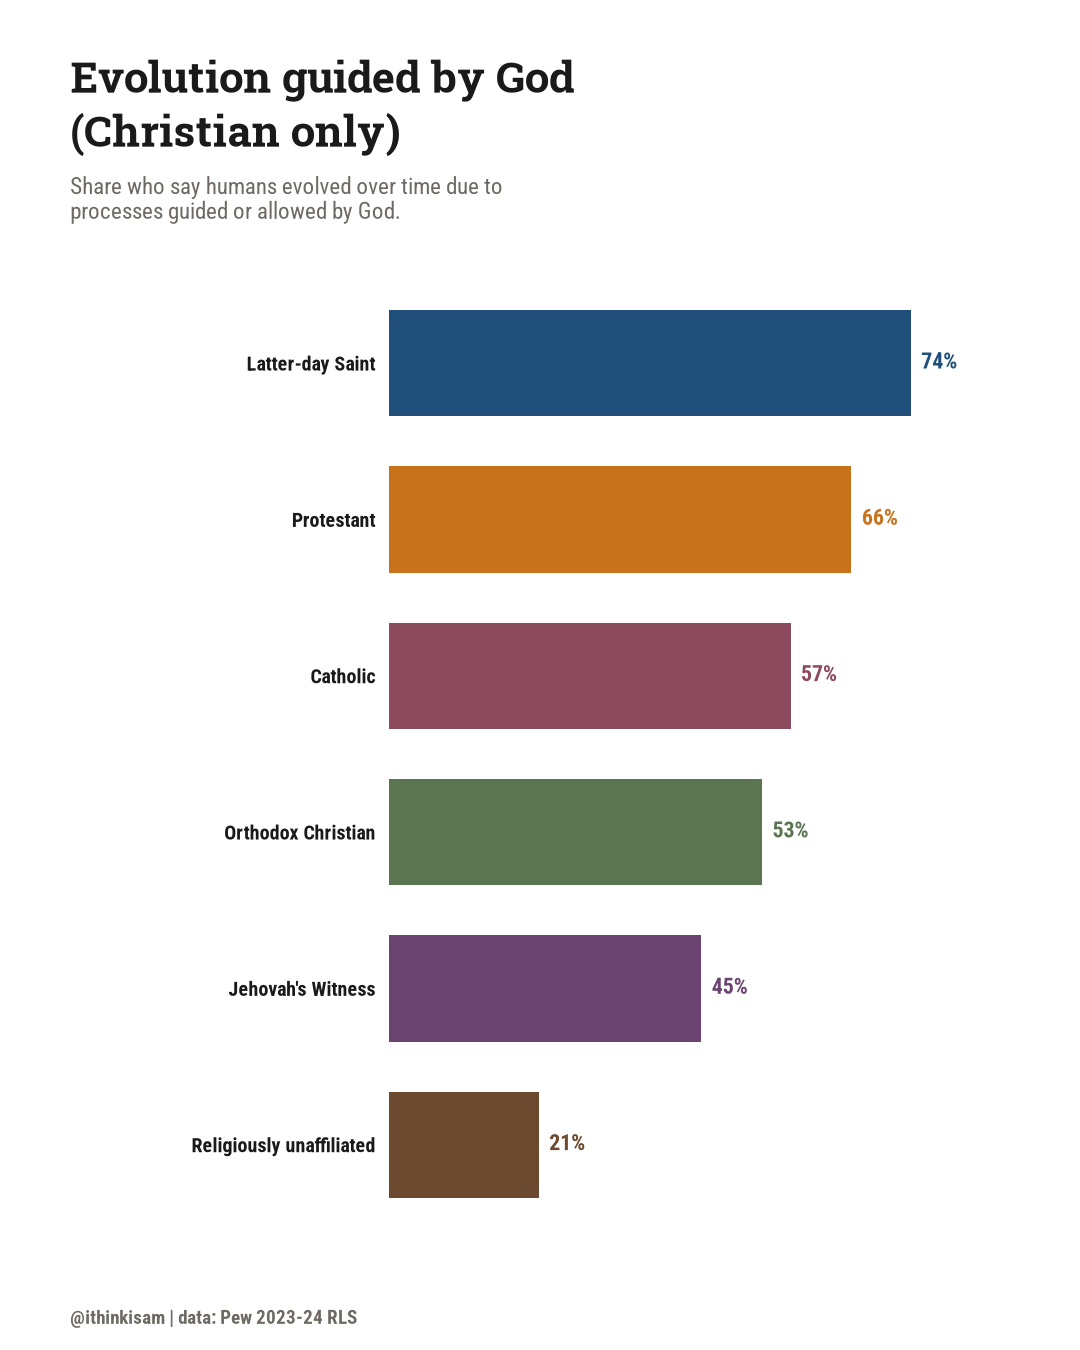 Evolution guided by God
(Christian only)
Share who say humans evolved over time due to
processes guided or allowed by God.
Latter-day Saint 74%
Protestant 66%
Catholic 57%
Orthodox Christian 53%
Jehovah's Witness 45%
Religiously unaffiliated 21%
@ithinkisam | data: Pew 2023-24 RLS